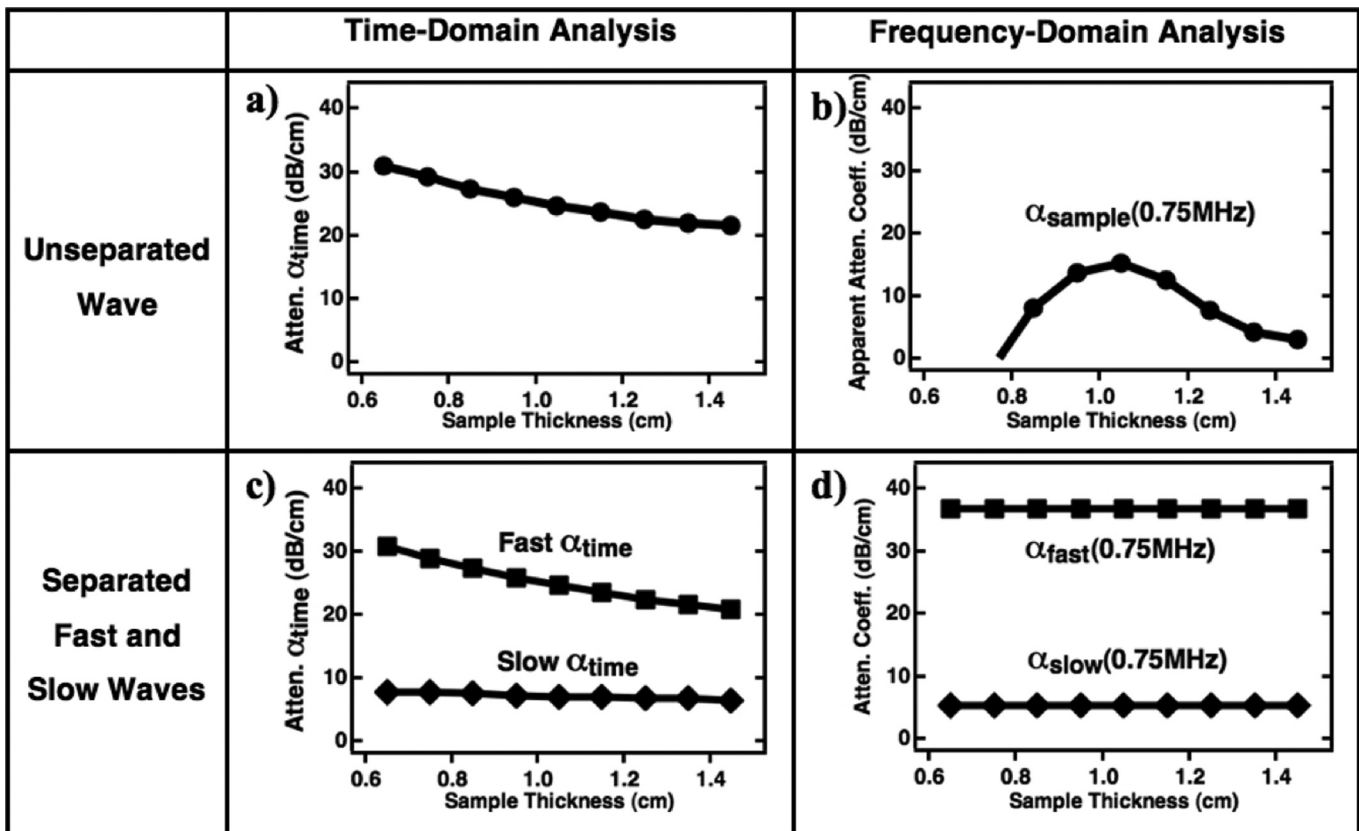 Time-Domain Analysis
Frequency-Domain Analysis
Unseparated
Wave
a)
Atten. αtime (dB/cm)
40
30
20
10
0
0.6 0.8 1.0 1.2 1.4
Sample Thickness (cm)
b)
Apparent Atten. Coeff. (dB/cm)
40
30
20
10
0
αsample(0.75MHz)
0.6 0.8 1.0 1.2 1.4
Sample Thickness (cm)
Separated
Fast and
Slow Waves
c)
Atten. αtime (dB/cm)
40
30
20
10
0
Fast αtime
Slow αtime
0.6 0.8 1.0 1.2 1.4
Sample Thickness (cm)
d)
Atten. Coeff. (dB/cm)
40
30
20
10
0
αfast(0.75MHz)
αslow(0.75MHz)
0.6 0.8 1.0 1.2 1.4
Sample Thickness (cm)